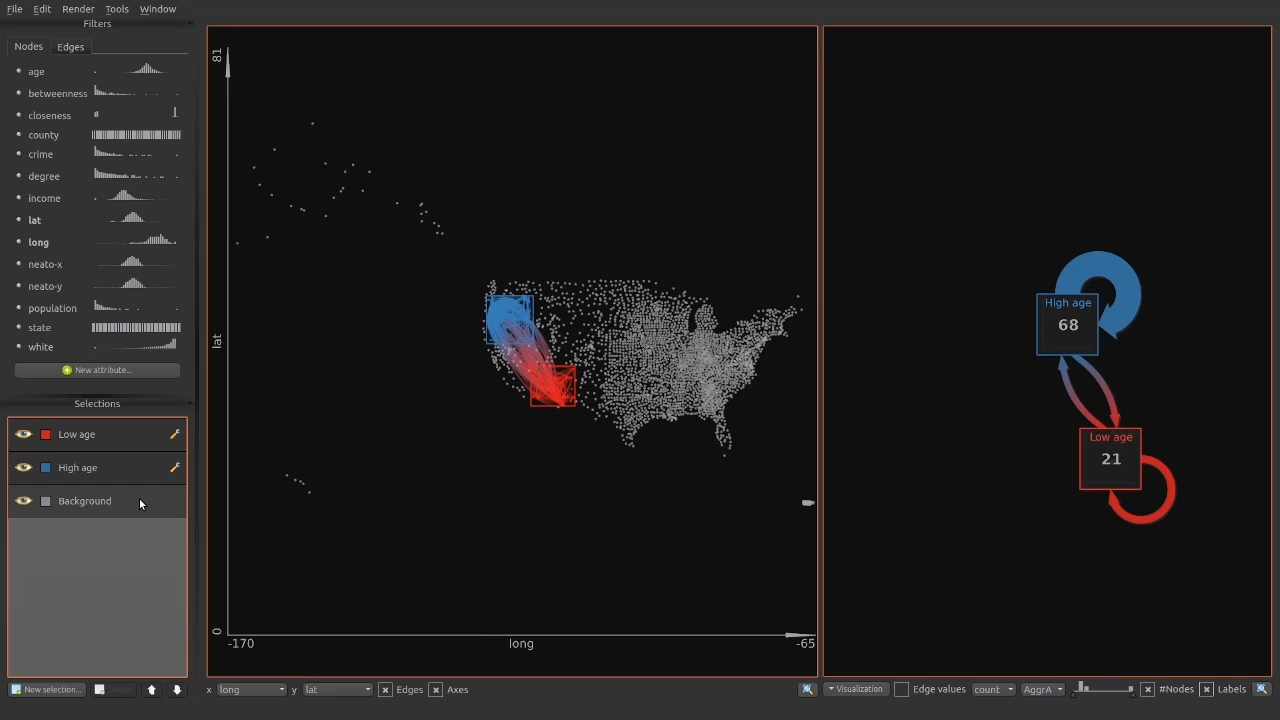 File Edit Render Tools Window
Filters
Nodes Edges
age
betweenness
closeness
county
crime
degree
income
lat
long
neato-x
neato-y
population
state
white
New attribute...
Selections
Low age
High age
Background
New selection...
81
lat
0
-170
long
-65
x long y lat Edges Axes
High age
68
Low age
21
Visualization Edge values count AggrA #Nodes Labels